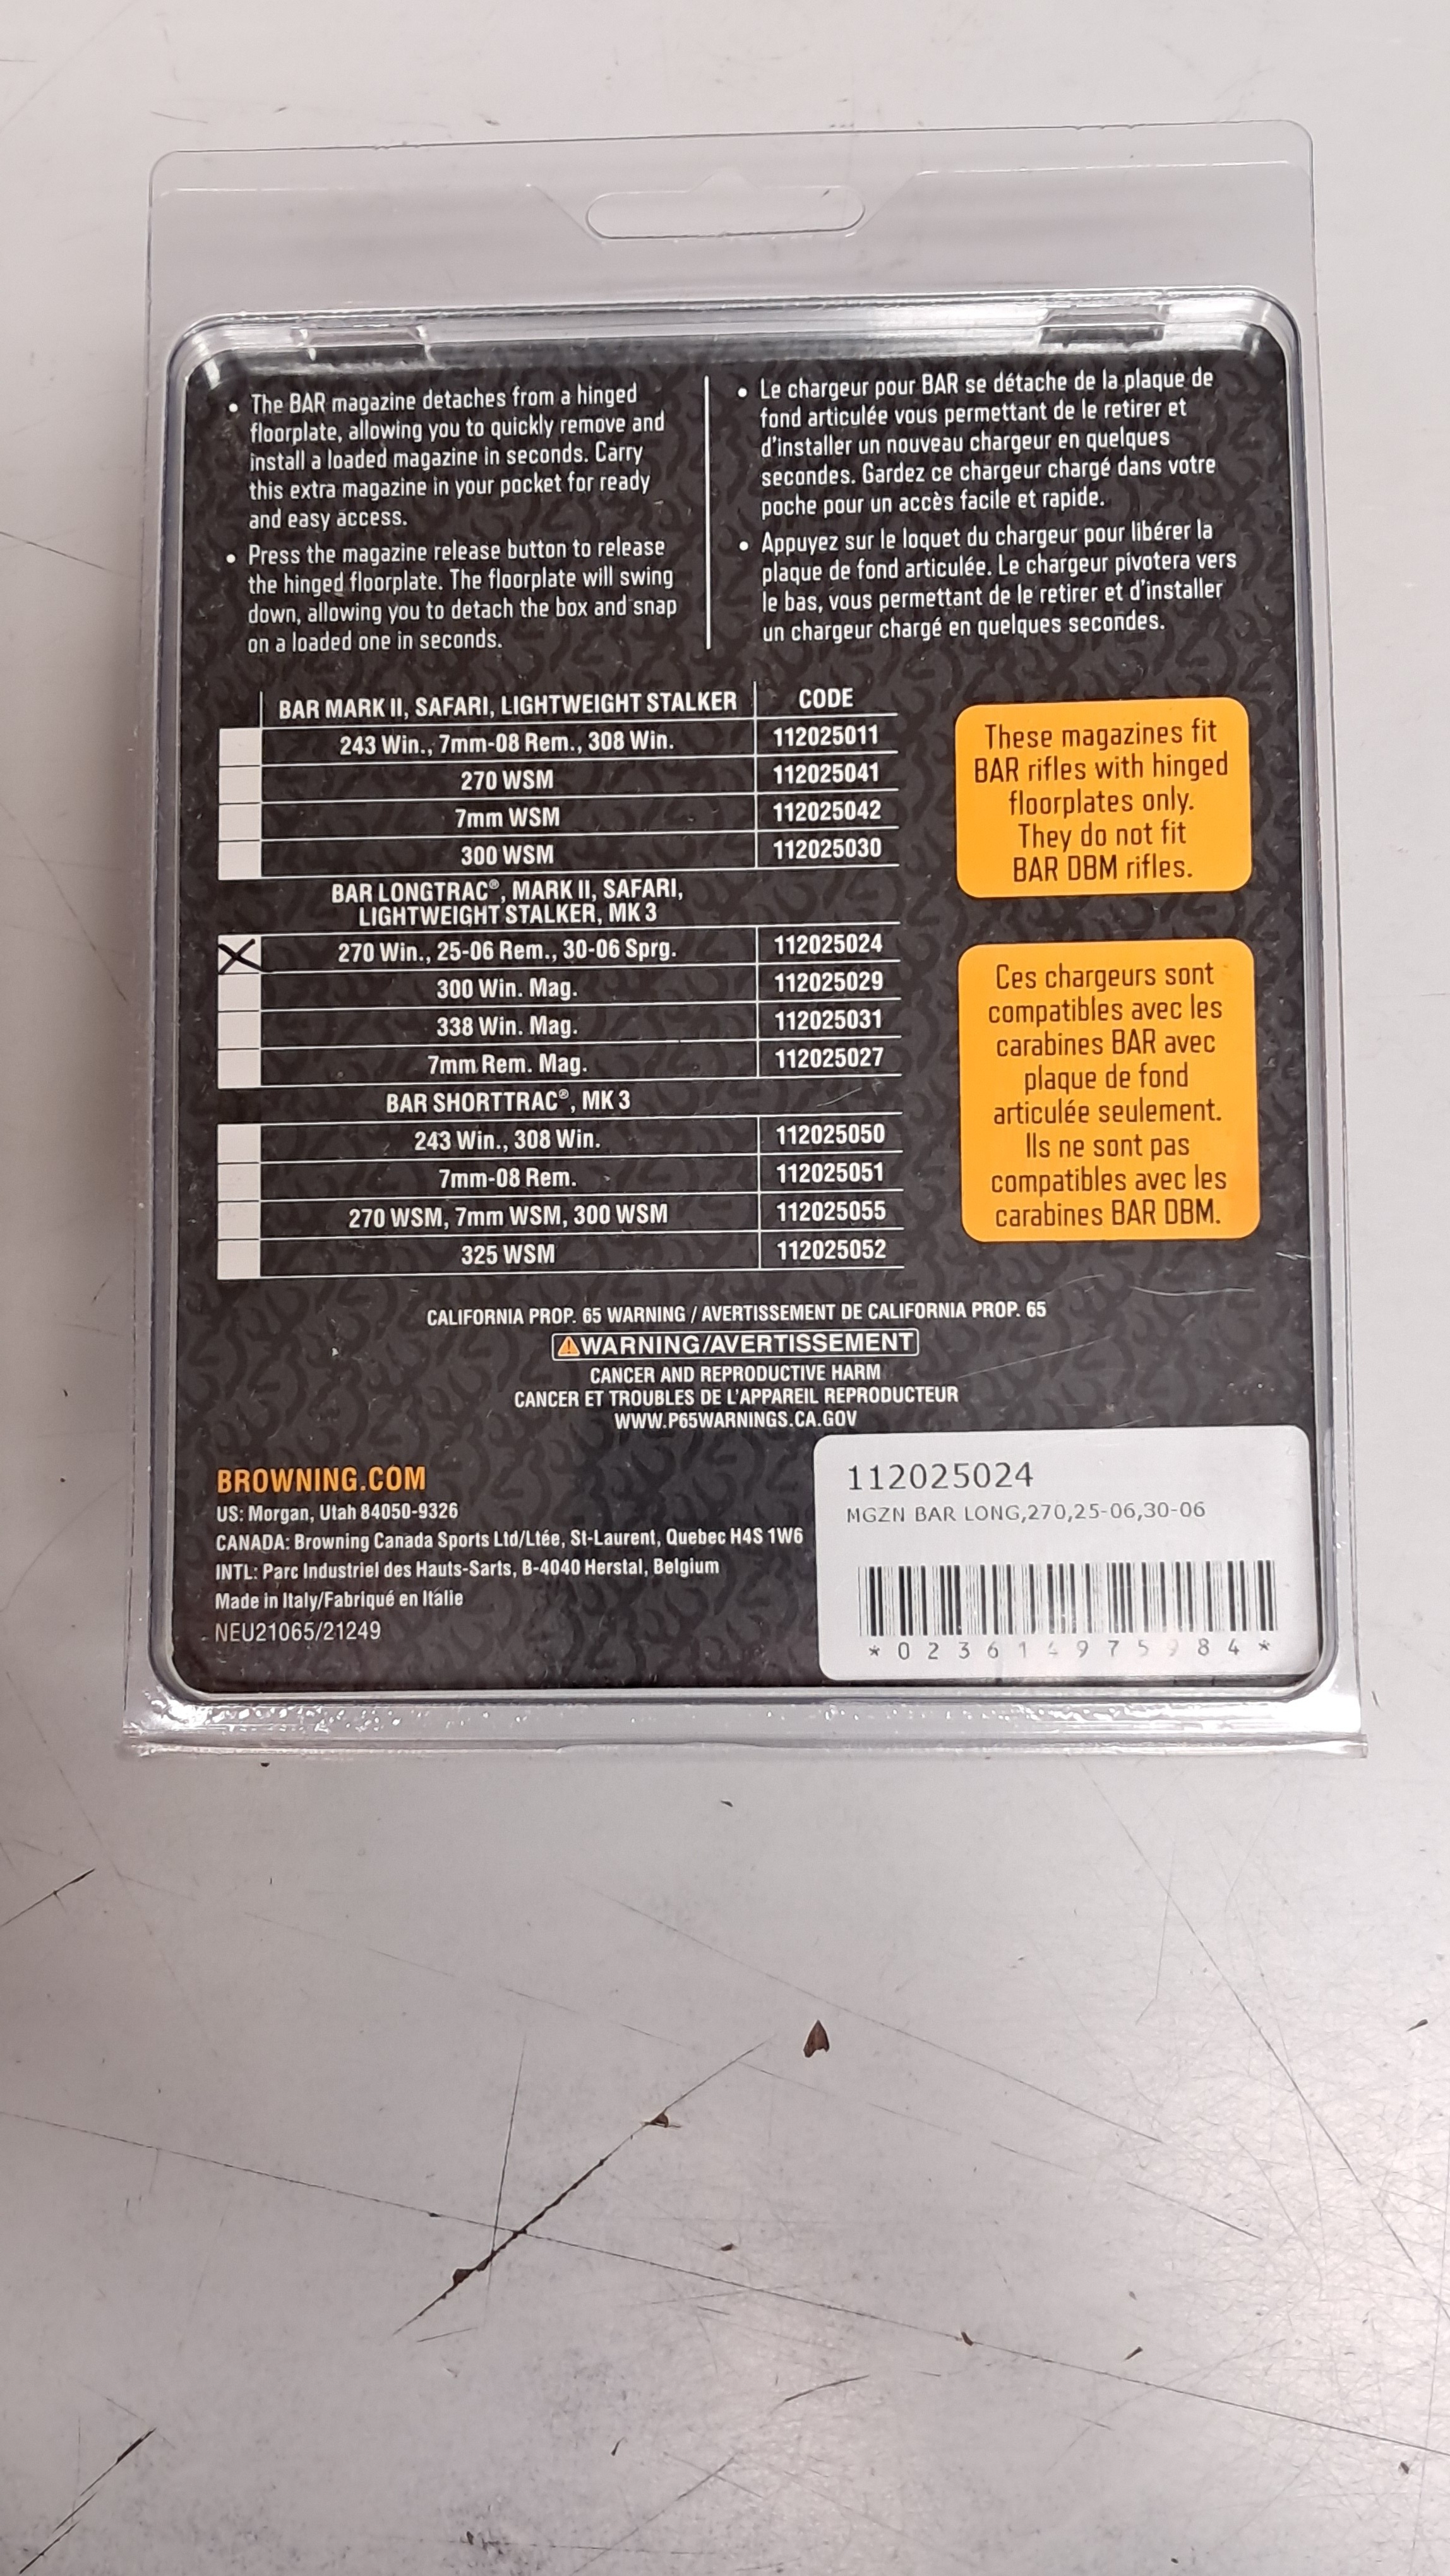 • The BAR magazine detaches from a hinged
floorplate, allowing you to quickly remove and
install a loaded magazine in seconds. Carry
this extra magazine in your pocket for ready
and easy access.
• Press the magazine release button to release
the hinged floorplate. The floorplate will swing
down, allowing you to detach the box and snap
on a loaded one in seconds.
• Le chargeur pour BAR se détache de la plaque de
fond articulée vous permettant de le retirer et
d'installer un nouveau chargeur en quelques
secondes. Gardez ce chargeur chargé dans votre
poche pour un accès facile et rapide.
• Appuyez sur le loquet du chargeur pour libérer la
plaque de fond articulée. Le chargeur pivotera vers
le bas, vous permettant de le retirer et d'installer
un chargeur chargé en quelques secondes.
BAR MARK II, SAFARI, LIGHTWEIGHT STALKER CODE
243 Win., 7mm-08 Rem., 308 Win. 112025011
270 WSM 112025041
7mm WSM 112025042
300 WSM 112025030
BAR LONGTRAC®, MARK II, SAFARI,
LIGHTWEIGHT STALKER, MK 3
270 Win., 25-06 Rem., 30-06 Sprg. 112025024
300 Win. Mag. 112025029
338 Win. Mag. 112025031
7mm Rem. Mag. 112025027
BAR SHORTTRAC®, MK 3
243 Win., 308 Win. 112025050
7mm-08 Rem. 112025051
270 WSM, 7mm WSM, 300 WSM 112025055
325 WSM 112025052
These magazines fit
BAR rifles with hinged
floorplates only.
They do not fit
BAR DBM rifles.
Ces chargeurs sont
compatibles avec les
carabines BAR avec
plaque de fond
articulée seulement.
Ils ne sont pas
compatibles avec les
carabines BAR DBM.
CALIFORNIA PROP. 65 WARNING / AVERTISSEMENT DE CALIFORNIA PROP. 65
WARNING/AVERTISSEMENT
CANCER AND REPRODUCTIVE HARM
CANCER ET TROUBLES DE L'APPAREIL REPRODUCTEUR
WWW.P65WARNINGS.CA.GOV
BROWNING.COM
US: Morgan, Utah 84050-9326
CANADA: Browning Canada Sports Ltd/Ltée, St-Laurent, Quebec H4S 1W6
INTL: Parc Industriel des Hauts-Sarts, B-4040 Herstal, Belgium
Made in Italy/Fabriqué en Italie
NEU21065/21249
112025024
MGZN BAR LONG,270,25-06,30-06